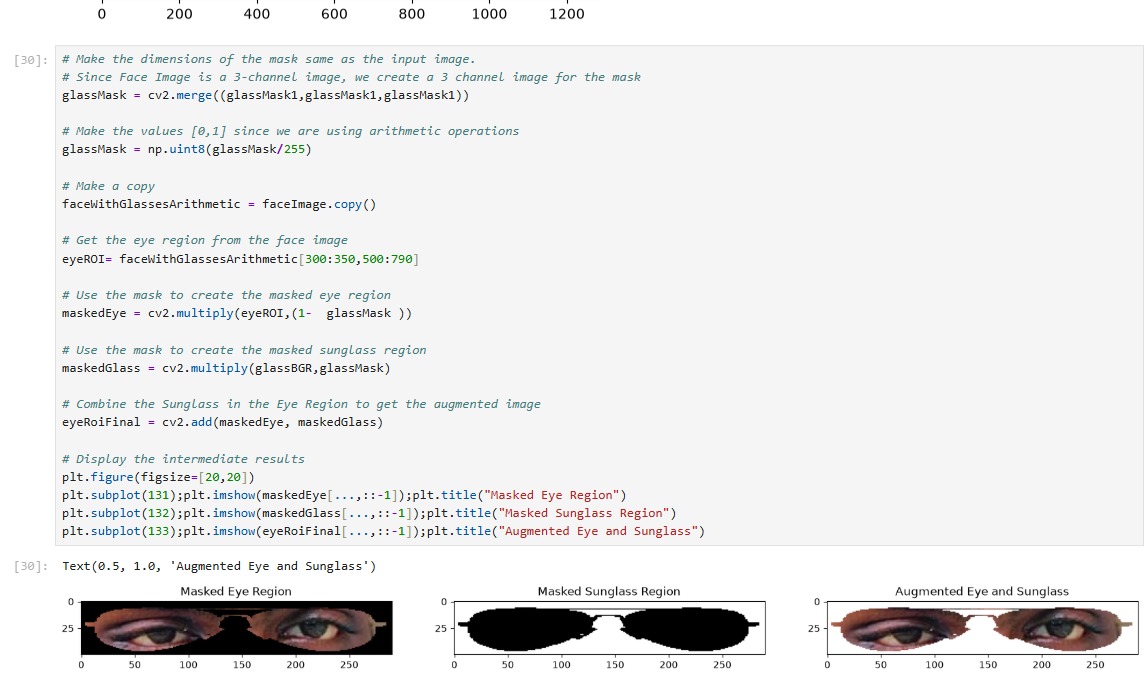 0 200 400 600 800 1000 1200
[30]: # Make the dimensions of the mask same as the input image.
# Since Face Image is a 3-channel image, we create a 3 channel image for the mask
glassMask = cv2.merge((glassMask1,glassMask1,glassMask1))
# Make the values [0,1] since we are using arithmetic operations
glassMask = np.uint8(glassMask/255)
# Make a copy
faceWithGlassesArithmetic = faceImage.copy()
# Get the eye region from the face image
eyeROI= faceWithGlassesArithmetic[300:350,500:790]
# Use the mask to create the masked eye region
maskedEye = cv2.multiply(eyeROI,(1-  glassMask ))
# Use the mask to create the masked sunglass region
maskedGlass = cv2.multiply(glassBGR,glassMask)
# Combine the Sunglass in the Eye Region to get the augmented image
eyeRoiFinal = cv2.add(maskedEye, maskedGlass)
# Display the intermediate results
plt.figure(figsize=[20,20])
plt.subplot(131);plt.imshow(maskedEye[...,::-1]);plt.title("Masked Eye Region")
plt.subplot(132);plt.imshow(maskedGlass[...,::-1]);plt.title("Masked Sunglass Region")
plt.subplot(133);plt.imshow(eyeRoiFinal[...,::-1]);plt.title("Augmented Eye and Sunglass")
[30]: Text(0.5, 1.0, 'Augmented Eye and Sunglass')
Masked Eye Region
0
25
0 50 100 150 200 250
Masked Sunglass Region
0
25
0 50 100 150 200 250
Augmented Eye and Sunglass
0
25
0 50 100 150 200 250